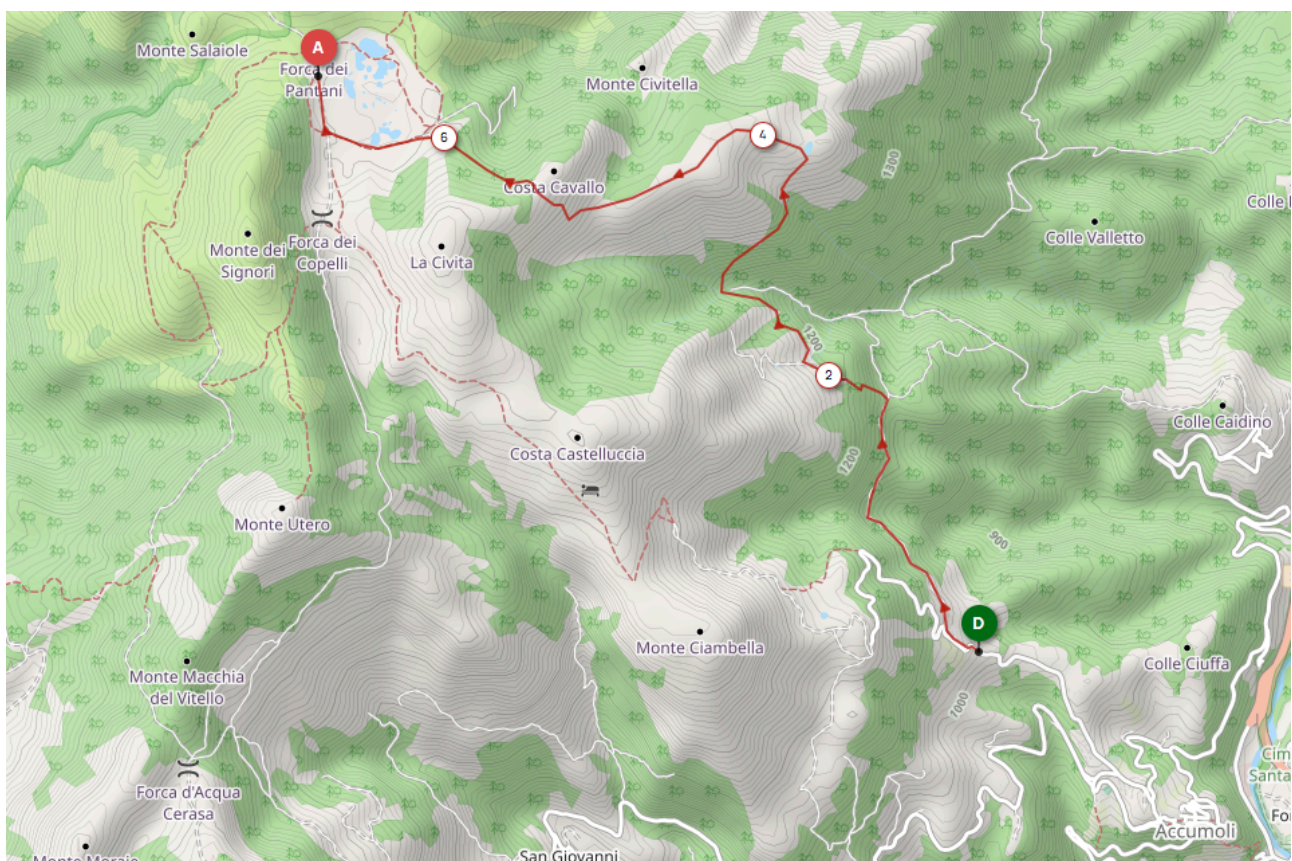 Monte Salaiole
A
Forca dei
Pantani
Monte Civitella
6
4
1300
Costa Cavallo
Colle Valletto
Monte dei
Signori
Forca dei
Copelli
La Civita
1200
2
Colle Caidino
Costa Castelluccia
1200
Monte Utero
900
D
Monte Ciambella
Colle Ciuffa
Monte Macchia
del Vitello
1000
Forca d'Acqua
Cerasa
Accumoli
San Giovanni